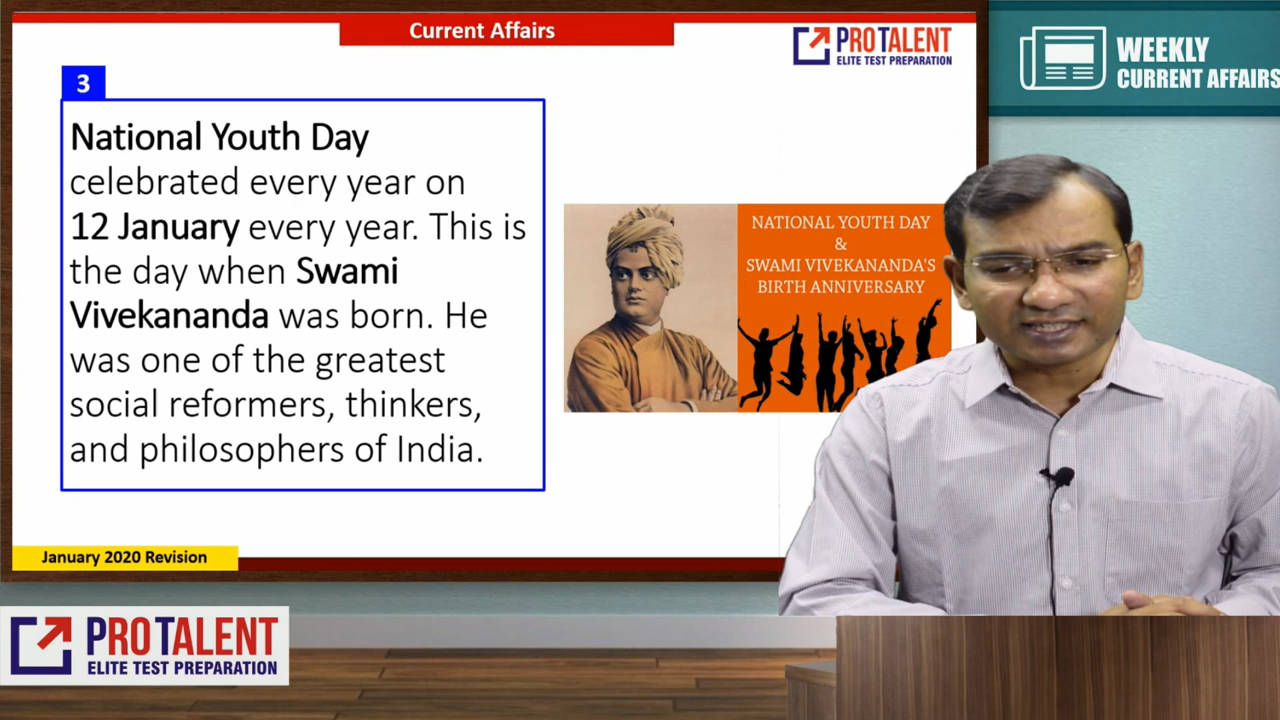 Current Affairs
PROTALENT
ELITE TEST PREPARATION
WEEKLY
CURRENT AFFAIRS
3
National Youth Day
celebrated every year on
12 January every year. This is
the day when Swami
Vivekananda was born. He
was one of the greatest
social reformers, thinkers,
and philosophers of India.
NATIONAL YOUTH DAY
&
SWAMI VIVEKANANDA'S
BIRTH ANNIVERSARY
January 2020 Revision
PROTALENT
ELITE TEST PREPARATION